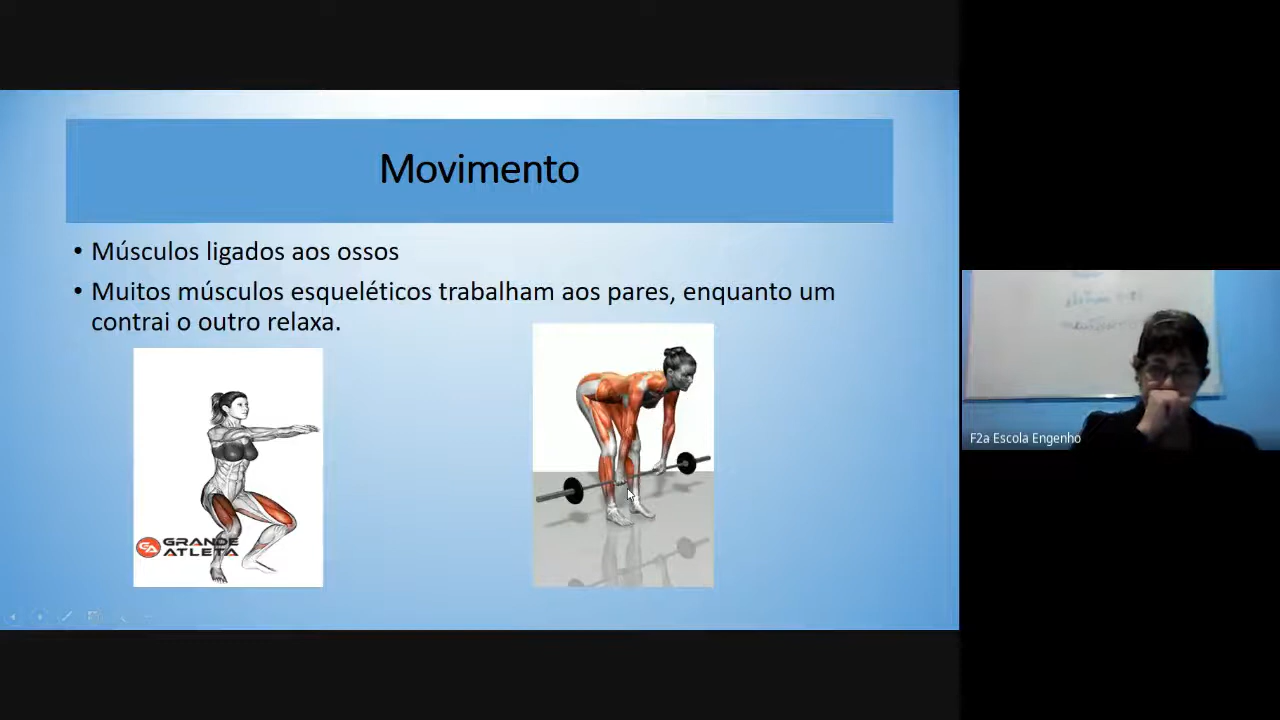 Movimento
• Músculos ligados aos ossos
• Muitos músculos esqueléticos trabalham aos pares, enquanto um
contrai o outro relaxa.
GA GRANDE
ATLETA
F2a Escola Engenho